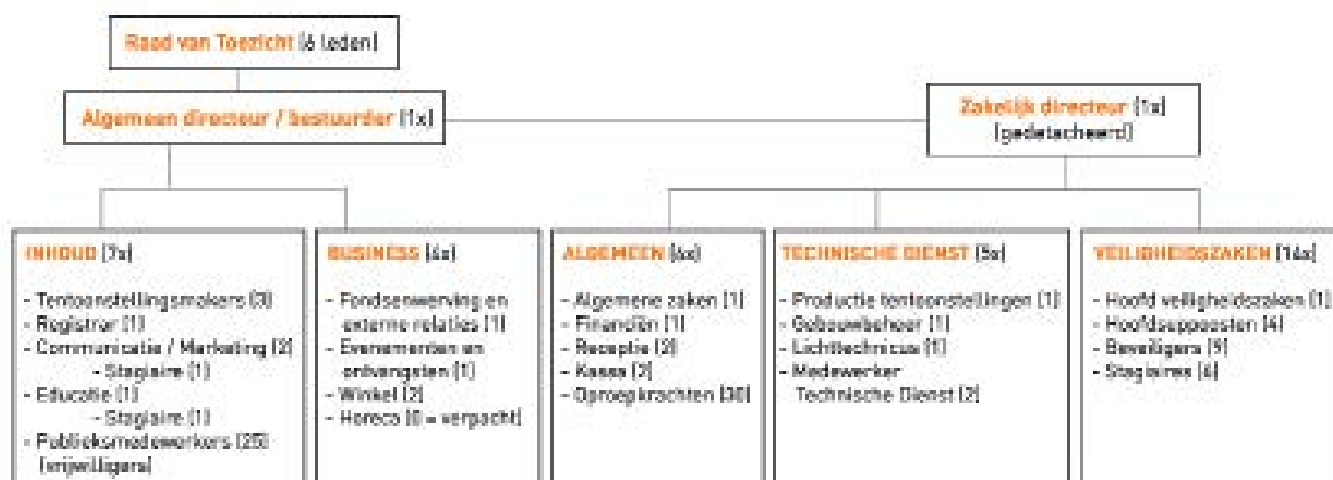 Raad van Toezicht (6 leden)
Algemeen directeur / bestuurder (1x)
Zakelijk directeur (1x)
(gedetacheerd)
INHOUD (7x)
- Tentoonstellingsmakers (3)
- Registrar (1)
- Communicatie / Marketing (2)
- Stagiaire (1)
- Educatie (1)
- Stagiaire (1)
- Publieksmedewerkers (25)
(vrijwilligers)
BUSINESS (4x)
- Fondsenwerving en
externe relaties (1)
- Evenementen en
ontvangsten (1)
- Winkel (2)
- Horeca (0 = verpacht)
ALGEMEEN (6x)
- Algemene zaken (1)
- Financiën (1)
- Receptie (2)
- Kassa (2)
- Oproepkrachten (30)
TECHNISCHE DIENST (5x)
- Productie tentoonstellingen (1)
- Gebouwbeheer (1)
- Lichttechnicus (1)
- Medewerker
Technische Dienst (2)
VEILIGHEIDSZAKEN (14x)
- Hoofd veiligheidszaken (1)
- Hoofdsuppoosten (4)
- Beveiligers (9)
- Stagiaires (6)